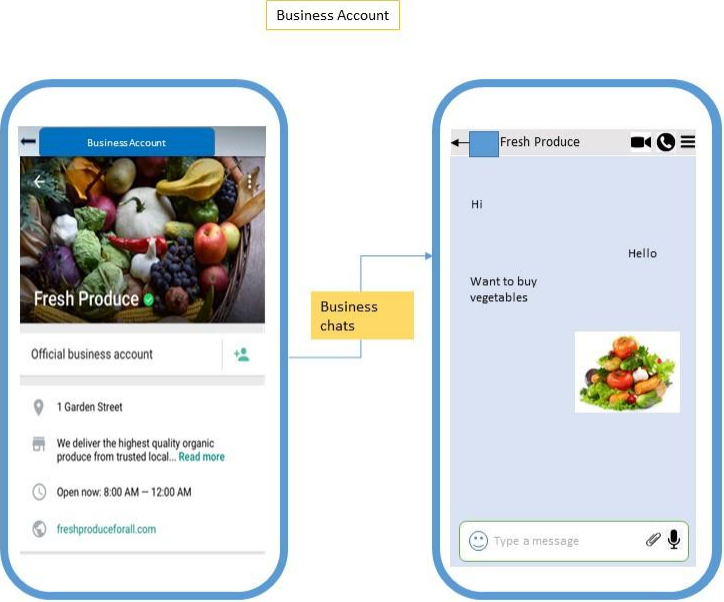 Business Account
Business Account
Fresh Produce
Official business account
1 Garden Street
We deliver the highest quality organic
produce from trusted local... Read more
Open now: 8:00 AM — 12:00 AM
freshproduceforall.com
Business
chats
Fresh Produce
Hi
Hello
Want to buy
vegetables
Type a message